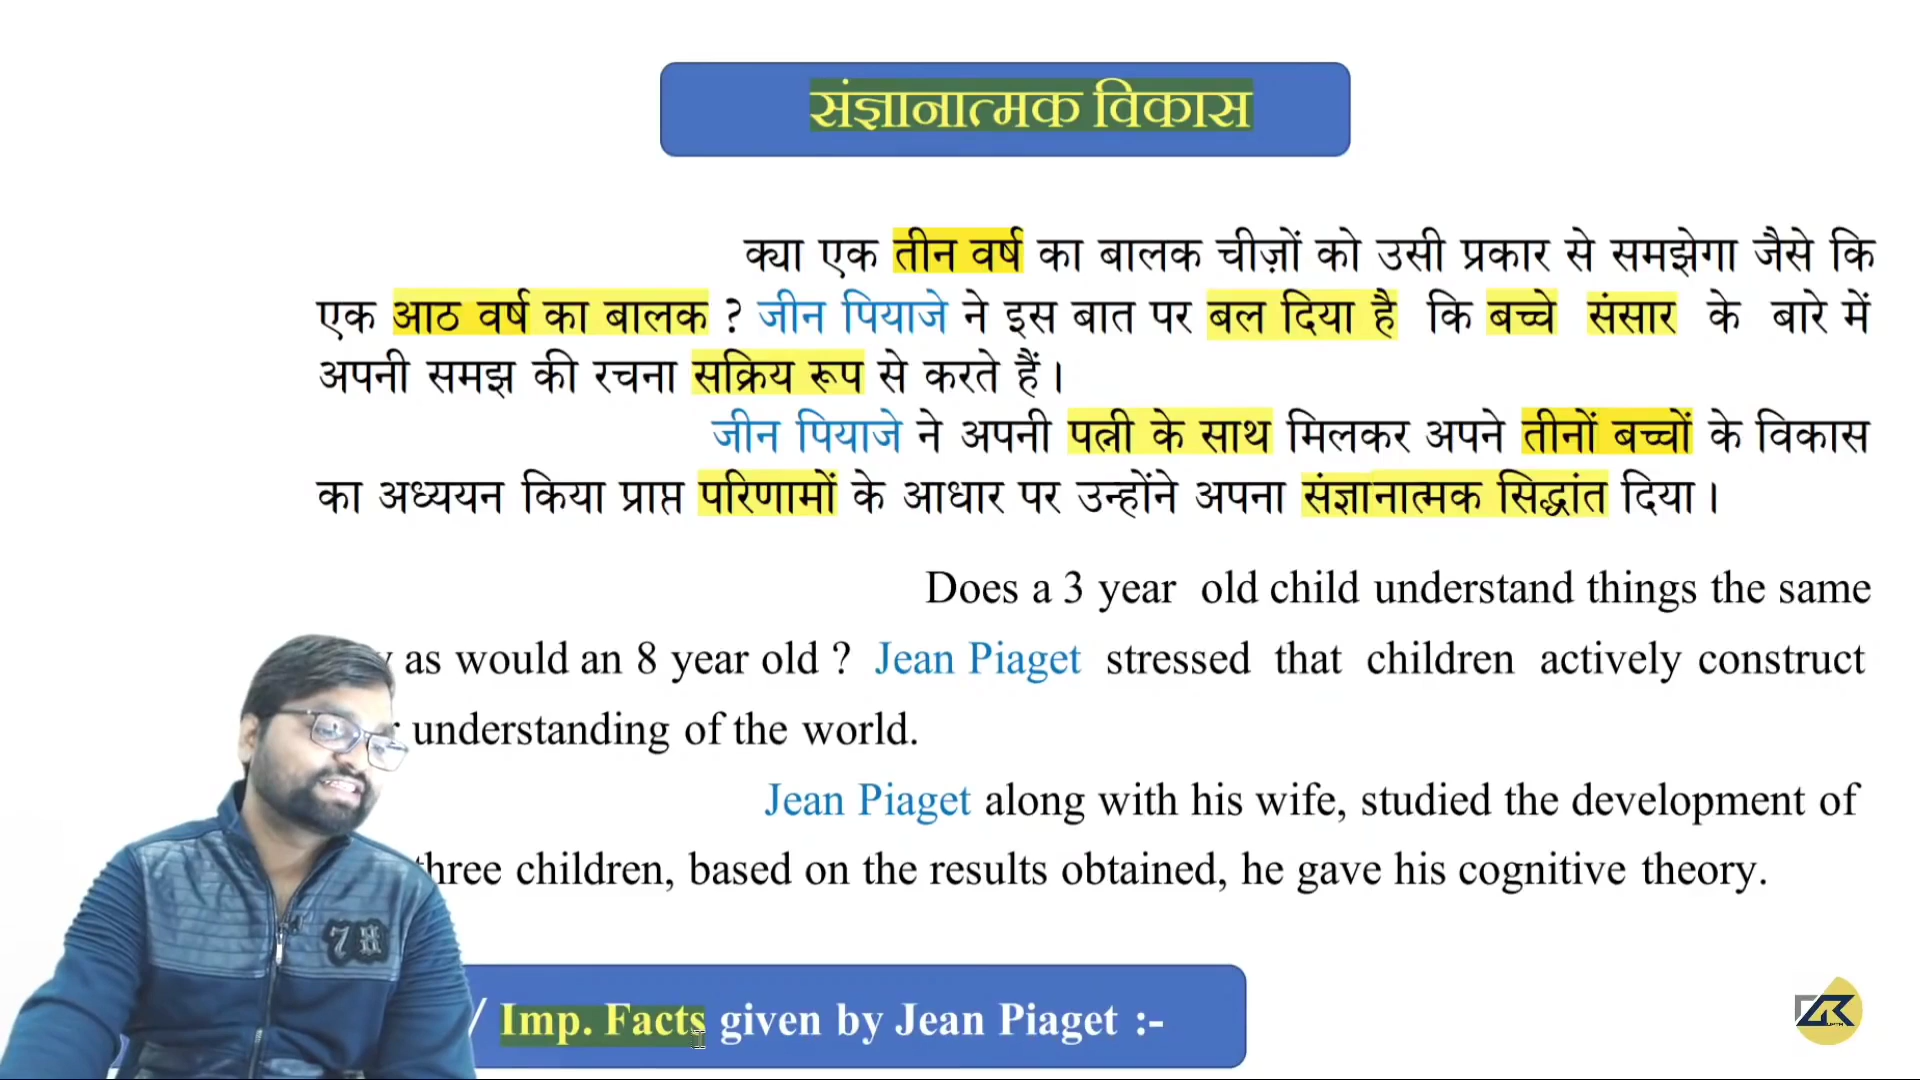 संज्ञानात्मक विकास
क्या एक तीन वर्ष का बालक चीज़ों को उसी प्रकार से समझेगा जैसे कि
एक आठ वर्ष का बालक ? जीन पियाजे ने इस बात पर बल दिया है कि बच्चे संसार के बारे में
अपनी समझ की रचना सक्रिय रूप से करते हैं।
जीन पियाजे ने अपनी पत्नी के साथ मिलकर अपने तीनों बच्चों के विकास
का अध्ययन किया प्राप्त परिणामों के आधार पर उन्होंने अपना संज्ञानात्मक सिद्धांत दिया।
Does a 3 year old child understand things the same
as would an 8 year old ? Jean Piaget stressed that children actively construct
understanding of the world.
Jean Piaget along with his wife, studied the development of
three children, based on the results obtained, he gave his cognitive theory.
78
/ Imp. Facts given by Jean Piaget :-